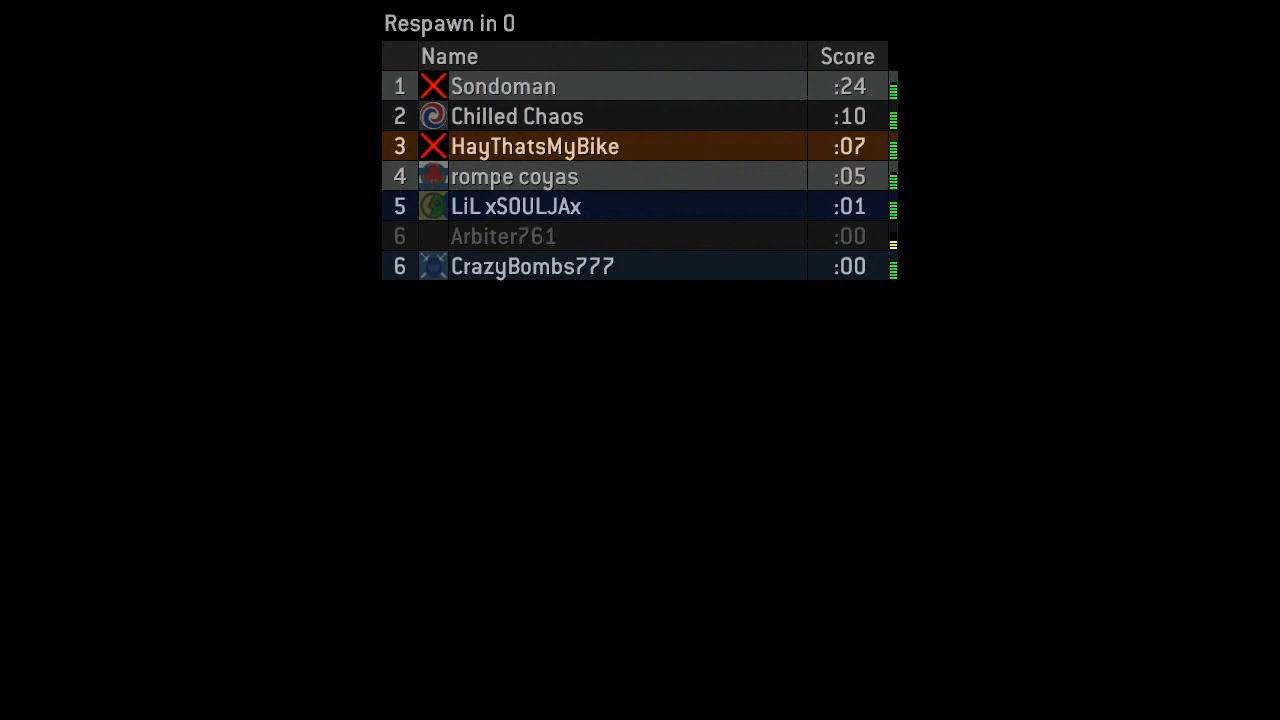 Respawn in 0
Name Score
1 Sondoman :24
2 Chilled Chaos :10
3 HayThatsMyBike :07
4 rompe coyas :05
5 LiL xSOULJAx :01
6 Arbiter761 :00
6 CrazyBombs777 :00